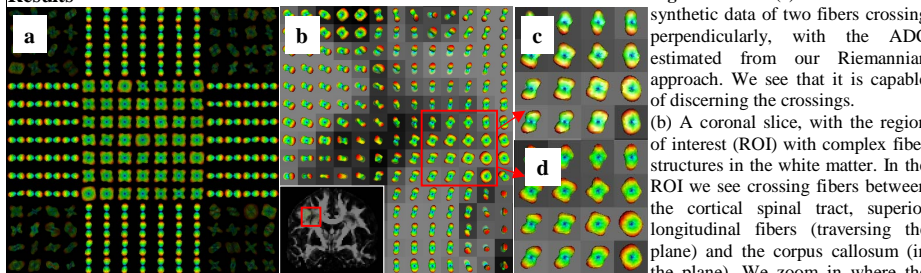 Results
a
b
c
d
synthetic data of two fibers crossing
perpendicularly, with the ADC
estimated from our Riemannian
approach. We see that it is capable
of discerning the crossings.
(b) A coronal slice, with the region
of interest (ROI) with complex fiber
structures in the white matter. In the
ROI we see crossing fibers between
the cortical spinal tract, superior
longitudinal fibers (traversing the
plane) and the corpus callosum (in
the plane). We zoom in where the